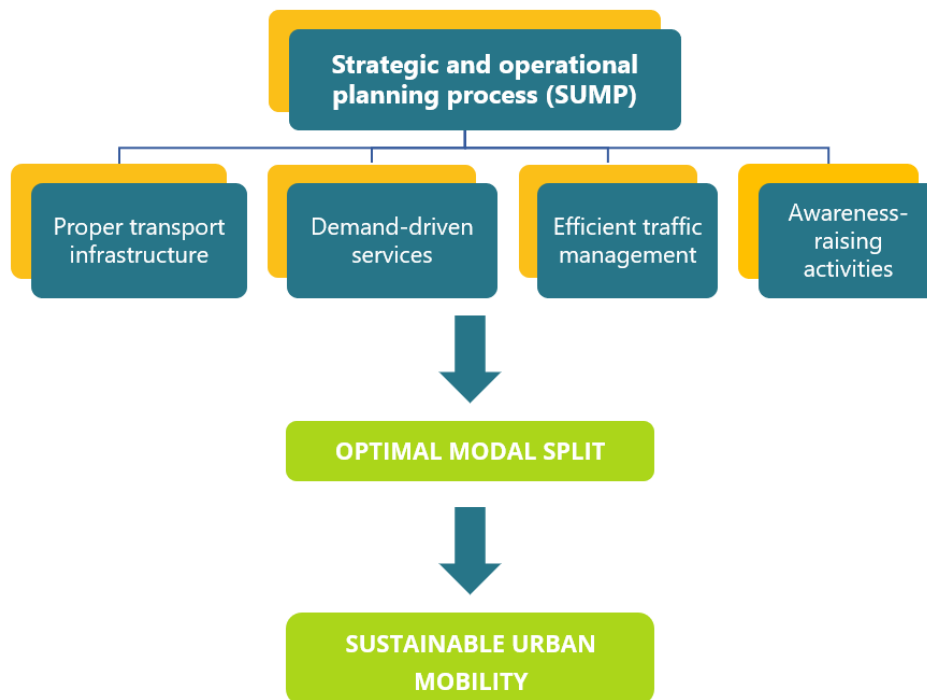 Strategic and operational
planning process (SUMP)
Proper transport
infrastructure
Demand-driven
services
Efficient traffic
management
Awareness-
raising
activities
OPTIMAL MODAL SPLIT
SUSTAINABLE URBAN
MOBILITY